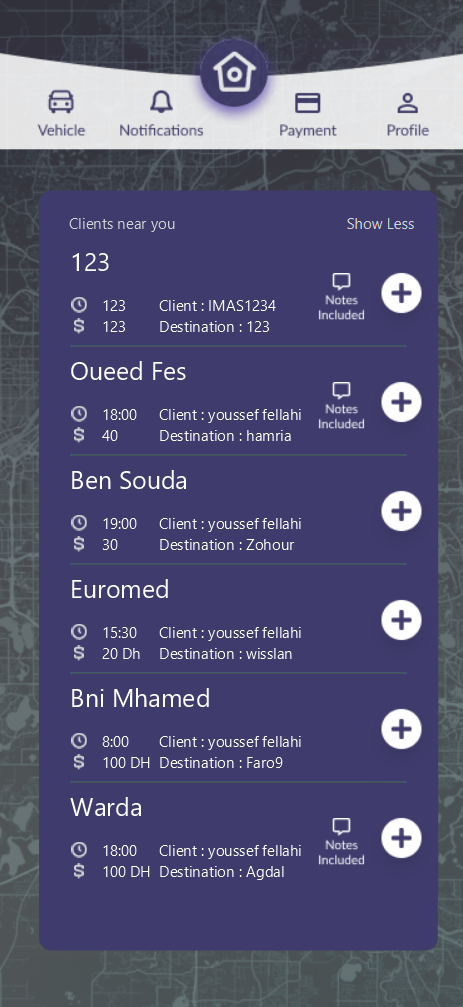 Vehicle Notifications Payment Profile
Clients near you Show Less
123
123 Client : IMAS1234
$ 123 Destination : 123
Notes
Included
Oueed Fes
18:00 Client : youssef fellahi
$ 40 Destination : hamria
Notes
Included
Ben Souda
19:00 Client : youssef fellahi
$ 30 Destination : Zohour
Euromed
15:30 Client : youssef fellahi
$ 20 Dh Destination : wisslan
Bni Mhamed
8:00 Client : youssef fellahi
$ 100 DH Destination : Faro9
Warda
18:00 Client : youssef fellahi
$ 100 DH Destination : Agdal
Notes
Included